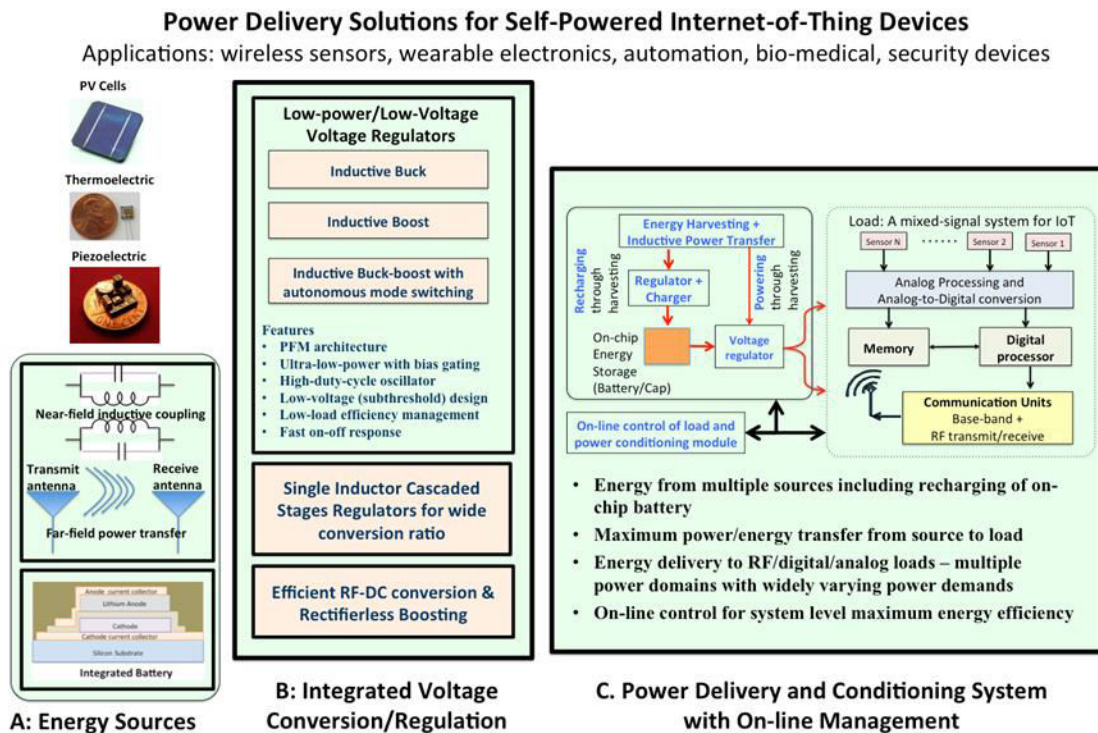 Power Delivery Solutions for Self-Powered Internet-of-Thing Devices
Applications: wireless sensors, wearable electronics, automation, bio-medical, security devices
PV Cells
Thermoelectric
Piezoelectric
Near-field inductive coupling
Transmit
antenna
Receive
antenna
Far-field power transfer
Anode current collector
Lithium Anode
Cathode
Cathode current collector
Silicon Substrate
Integrated Battery
A: Energy Sources
Low-power/Low-Voltage
Voltage Regulators
Inductive Buck
Inductive Boost
Inductive Buck-boost with
autonomous mode switching
Features
• PFM architecture
• Ultra-low-power with bias gating
• High-duty-cycle oscillator
• Low-voltage (subthreshold) design
• Low-load efficiency management
• Fast on-off response
Single Inductor Cascaded
Stages Regulators for wide
conversion ratio
Efficient RF-DC conversion &
Rectifierless Boosting
B: Integrated Voltage
Conversion/Regulation
Energy Harvesting +
Inductive Power Transfer
Recharging
through
harvesting
Regulator +
Charger
Powering
through
harvesting
On-chip
Energy
Storage
(Battery/Cap)
Voltage
regulator
On-line control of load and
power conditioning module
Load: A mixed-signal system for IoT
Sensor N
......
Sensor 2
Sensor 1
Analog Processing and
Analog-to-Digital conversion
Memory
Digital
processor
Communication Units
Base-band +
RF transmit/receive
• Energy from multiple sources including recharging of on-
chip battery
• Maximum power/energy transfer from source to load
• Energy delivery to RF/digital/analog loads – multiple
power domains with widely varying power demands
• On-line control for system level maximum energy efficiency
C. Power Delivery and Conditioning System
with On-line Management